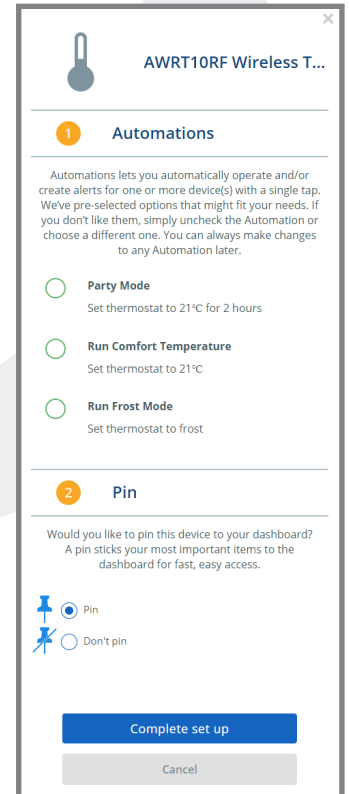 AWRT10RF Wireless T...
1 Automations
Automations lets you automatically operate and/or
create alerts for one or more device(s) with a single tap.
We've pre-selected options that might fit your needs. If
you don't like them, simply uncheck the Automation or
choose a different one. You can always make changes
to any Automation later.
Party Mode
Set thermostat to 21°C for 2 hours
Run Comfort Temperature
Set thermostat to 21°C
Run Frost Mode
Set thermostat to frost
2 Pin
Would you like to pin this device to your dashboard?
A pin sticks your most important items to the
dashboard for fast, easy access.
Pin
Don't pin
Complete set up
Cancel